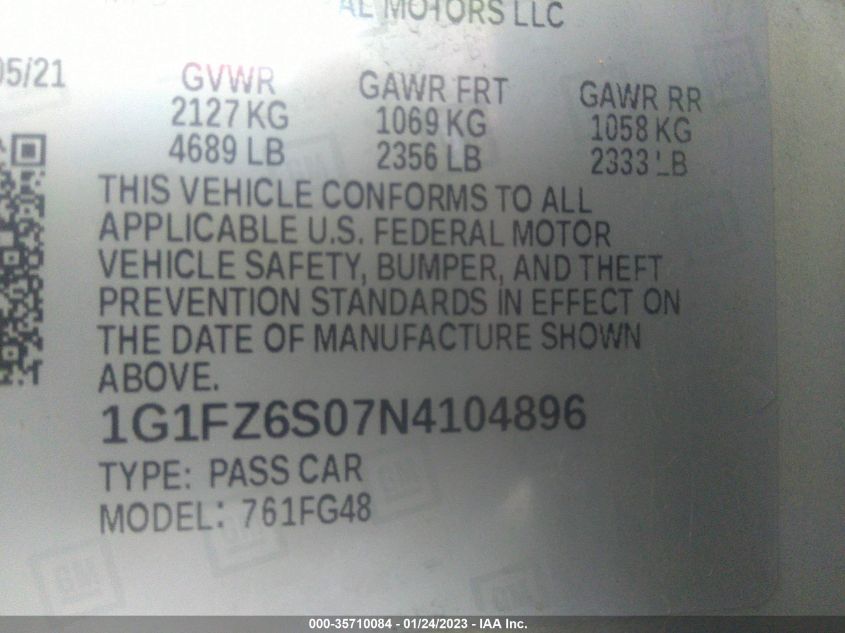 AL MOTORS LLC
05/21
GVWR GAWR FRT GAWR RR
2127 KG 1069 KG 1058 KG
4689 LB 2356 LB 2333 LB
THIS VEHICLE CONFORMS TO ALL
APPLICABLE U.S. FEDERAL MOTOR
VEHICLE SAFETY, BUMPER, AND THEFT
PREVENTION STANDARDS IN EFFECT ON
THE DATE OF MANUFACTURE SHOWN
ABOVE.
1G1FZ6S07N4104896
TYPE: PASS CAR
MODEL: 761FG48
GM
000-35710084 - 01/24/2023 - IAA Inc.